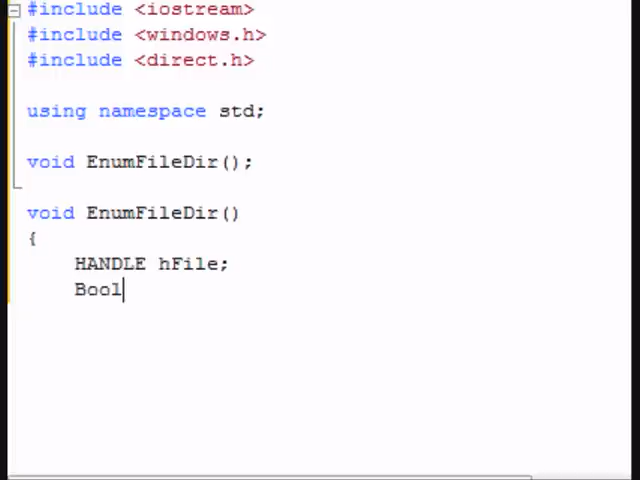 #include <iostream>
#include <windows.h>
#include <direct.h>
using namespace std;
void EnumFileDir();
void EnumFileDir()
{
HANDLE hFile;
Bool